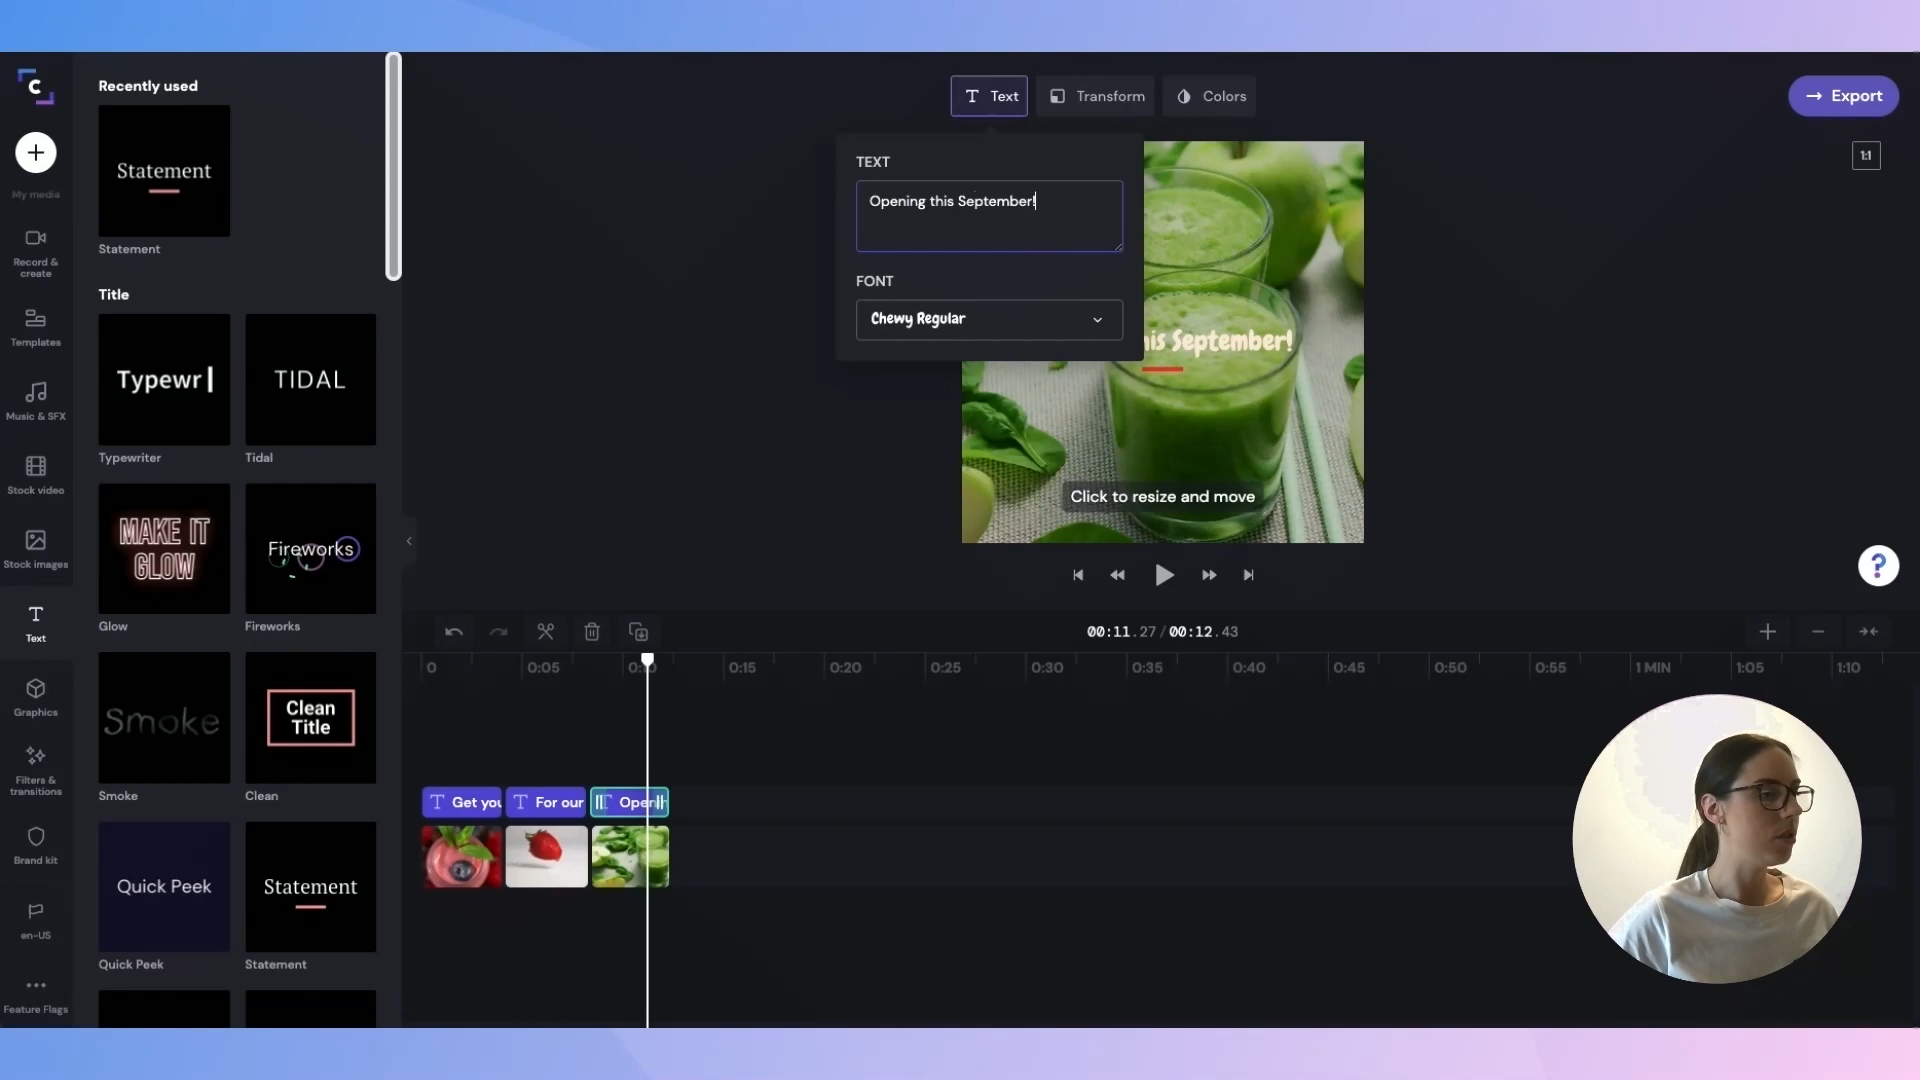 C
My media
Record &
create
Templates
Music & SFX
Stock video
Stock images
Text
Graphics
Filters &
transitions
Brand kit
en-US
Feature Flags
Recently used
Statement
Statement
Title
Typewr
TIDAL
Typewriter
Tidal
MAKE IT
GLOW
Fireworks
Glow
Fireworks
Smoke
Clean
Title
Smoke
Clean
Quick Peek
Statement
Quick Peek
Statement
Text
Transform
Colors
Export
1:1
TEXT
Opening this September!
FONT
Chewy Regular
his September!
Click to resize and move
?
00:11.27 / 00:12.43
0
0:05
0:10
0:15
0:20
0:25
0:30
0:35
0:40
0:45
0:50
0:55
1 MIN
1:05
1:10
Get you
For our
Openin